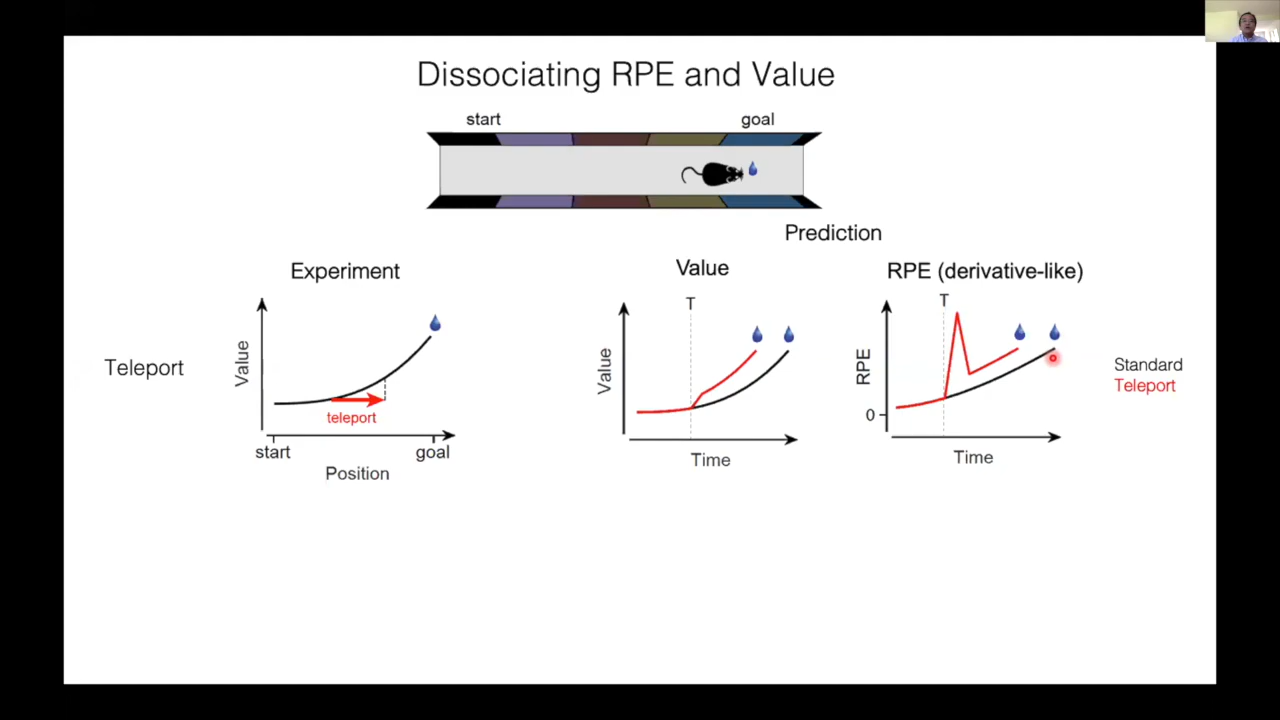 Dissociating RPE and Value
start
goal
Prediction
Experiment
Value
RPE (derivative-like)
T
T
Teleport
Value
teleport
start
goal
Position
Value
Time
RPE
0
Time
Standard
Teleport